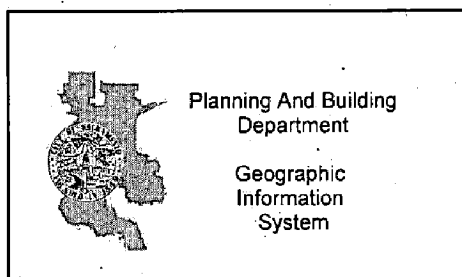 Planning And Building
Department
Geographic
Information
System